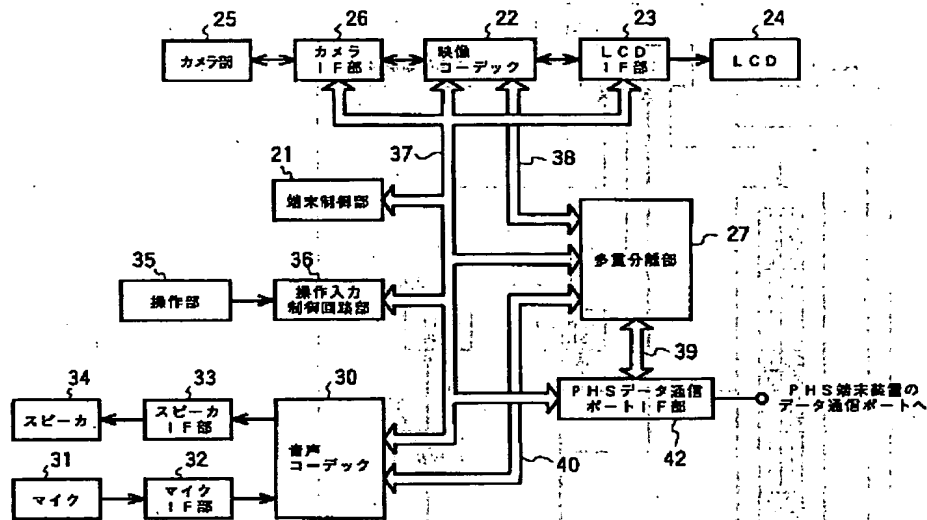 25
26
22
23
24
カメラ部
カメラ
IF部
映像
コーデック
LCD
IF部
LCD
37
38
21
端末制御部
27
多重分離部
35
36
操作部
操作入力
制御回路部
39
34
33
30
スピーカ
スピーカ
IF部
PHSデータ通信
ポートIF部
PHS端末装置の
データ通信ポートへ
42
音声
コーデック
31
32
40
マイク
マイク
IF部